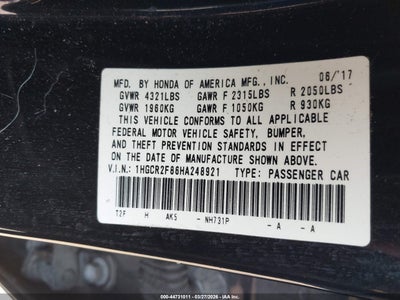 MFD. BY HONDA OF AMERICA MFG., INC. 06/'17
GVWR 4321LBS GAWR F 2315LBS R 2050LBS
GVWR 1960KG GAWR F 1050KG R 930KG
THIS VEHICLE CONFORMS TO ALL APPLICABLE
FEDERAL MOTOR VEHICLE SAFETY, BUMPER,
AND THEFT PREVENTION STANDARDS IN EFFECT
ON THE DATE OF MANUFACTURE SHOWN ABOVE.
V.I.N.: 1HGCR2F86HA248921 TYPE: PASSENGER CAR
T2F H AK5 - NH731P - A - A
000-44731011 - 03/27/2026 - IAAI